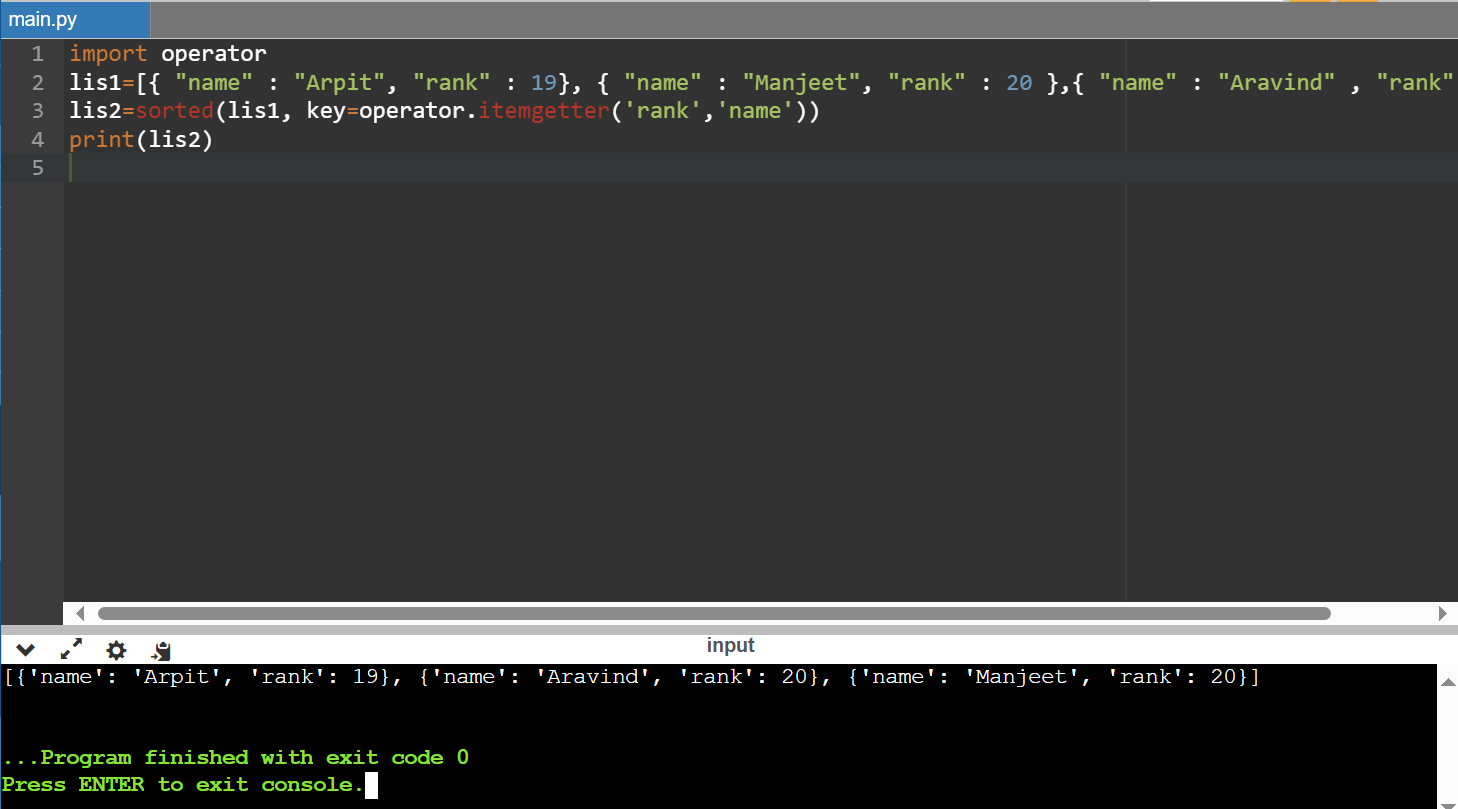 main.py
1 import operator
2 lis1=[{ "name" : "Arpit", "rank" : 19}, { "name" : "Manjeet", "rank" : 20 },{ "name" : "Aravind" , "rank"
3 lis2=sorted(lis1, key=operator.itemgetter('rank','name'))
4 print(lis2)
5
input
[{'name': 'Arpit', 'rank': 19}, {'name': 'Aravind', 'rank': 20}, {'name': 'Manjeet', 'rank': 20}]
...Program finished with exit code 0
Press ENTER to exit console.